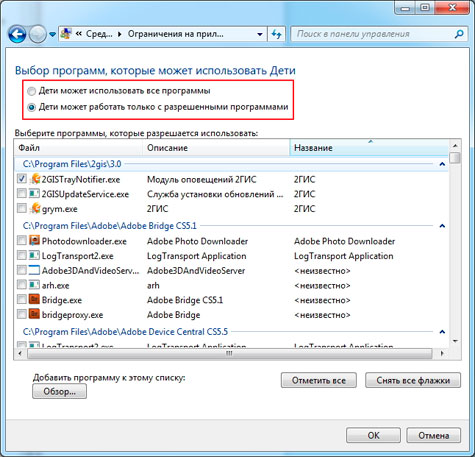 Сред... Ограничения на прил... Поиск в панели управления
Выбор программ, которые может использовать Дети
Дети может использовать все программы
Дети может работать только с разрешенными программами
Выберите программы, которые разрешается использовать:
Файл Описание Название
C:\Program Files\2gis\3.0
2GISTrayNotifier.exe Модуль оповещений 2ГИС 2ГИС
2GISUpdateService.exe Служба установки обновлений ... 2ГИС
grym.exe 2ГИС 2ГИС
C:\Program Files\Adobe\Adobe Bridge CS5.1
Photodownloader.exe Adobe Photo Downloader Adobe Photo Downloader
LogTransport2.exe LogTransport Application LogTransport Application
Adobe3DAndVideoServ... Adobe3DAndVideoServer <неизвестно>
arh.exe arh <неизвестно>
Bridge.exe Adobe Bridge CS5.1 <неизвестно>
bridgeproxy.exe Adobe Bridge <неизвестно>
C:\Program Files\Adobe\Adobe Device Central CS5.5
LogTransport2.exe LogTransport Application LogTransport Application
Добавить программу к этому списку:
Обзор...
Отметить все Снять все флажки
ОК Отмена